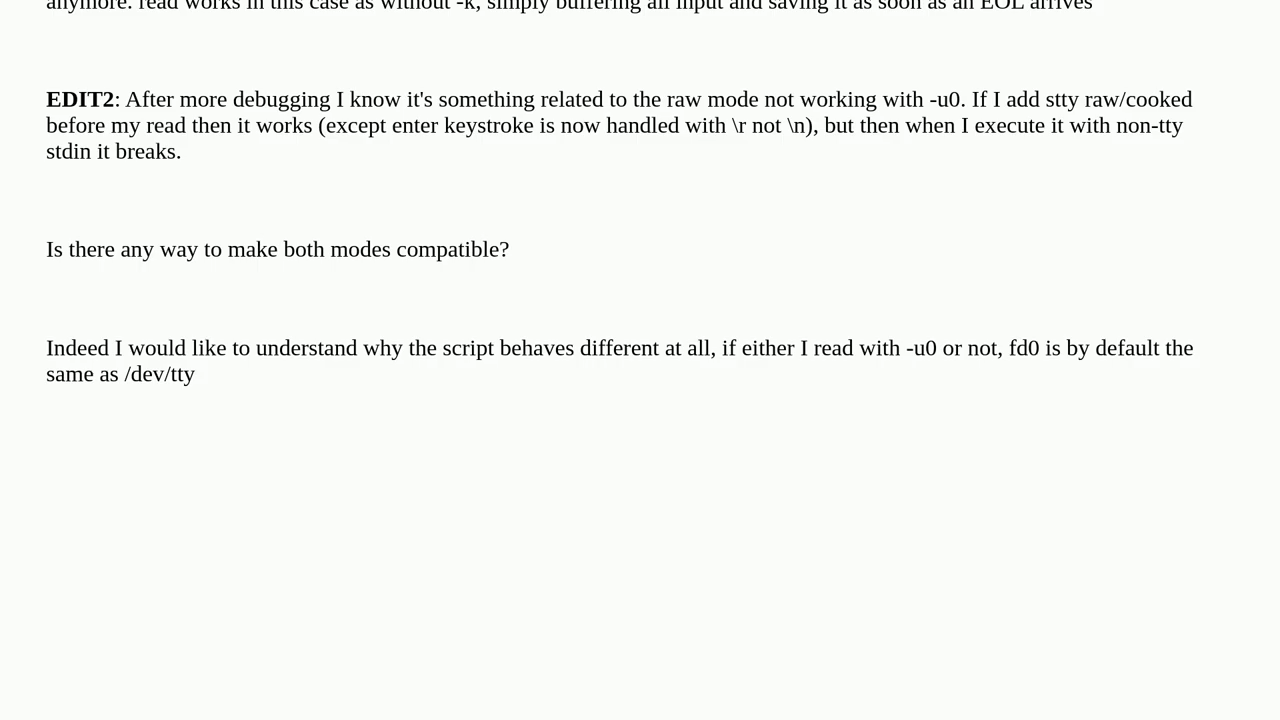 anymore. read works in this case as without -k, simply buffering all input and saving it as soon as an EOL arrives
EDIT2: After more debugging I know it's something related to the raw mode not working with -u0. If I add stty raw/cooked
before my read then it works (except enter keystroke is now handled with \r not \n), but then when I execute it with non-tty
stdin it breaks.
Is there any way to make both modes compatible?
Indeed I would like to understand why the script behaves different at all, if either I read with -u0 or not, fd0 is by default the
same as /dev/tty